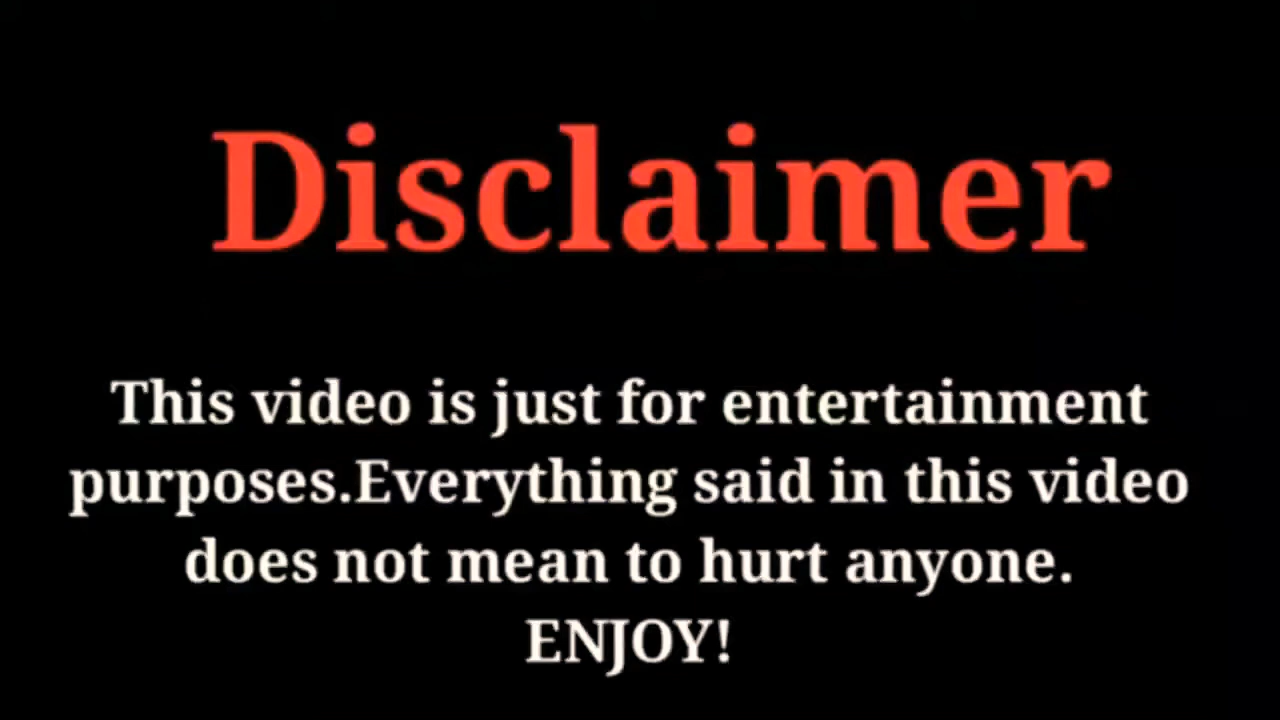 Disclaimer
This video is just for entertainment
purposes.Everything said in this video
does not mean to hurt anyone.
ENJOY!